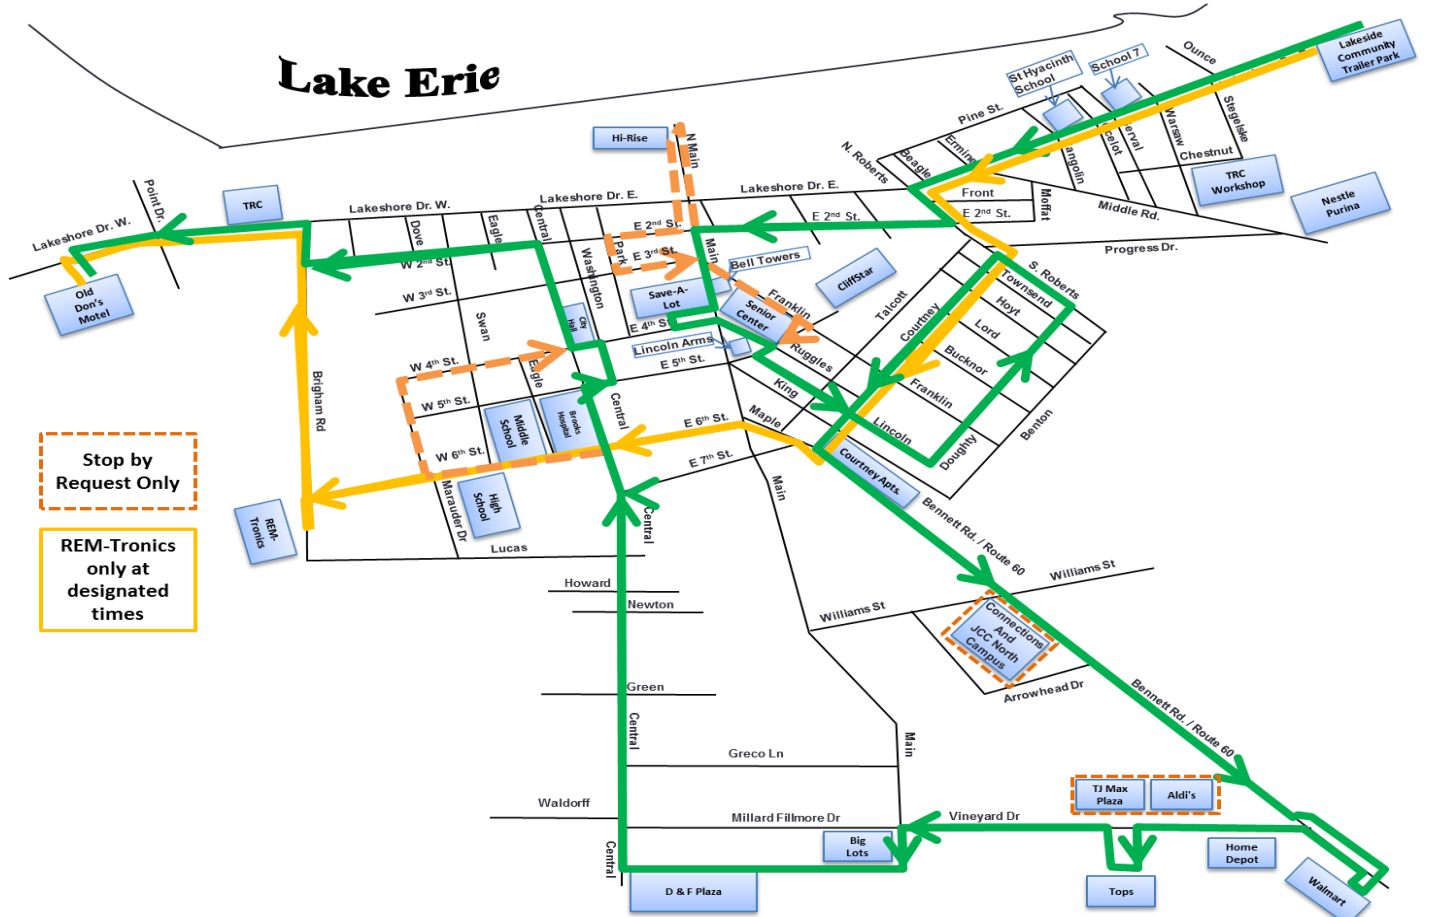 Lake Erie
Lakeside
Community
Trailer Park
Ounce
School 7
St Hyacinth
School
Pine St.
Stegelske
Warsaw
Chestnut
TRC
Workshop
Nestle
Purina
Ermine
Beagle
N. Roberts
Front
E 2nd St.
Moffat
Middle Rd.
Progress Dr.
Hi-Rise
N Main
Lakeshore Dr. E.
Lakeshore Dr. E.
Lakeshore Dr. W.
Lakeshore Dr. W.
Point Dr.
TRC
Old
Don's
Motel
Dove
Eagle
Central
Washington
Park
E 2nd St.
E 2nd St.
E 3rd St.
Main
W 2nd St.
W 3rd St.
Bell Towers
CliffStar
Save-A-
Lot
Senior
Center
Franklin
Talcott
Courtney
S. Roberts
Townsend
Hoyt
Lord
Bucknor
Franklin
Lincoln
Doughty
Benton
City
Hall
E 4th St.
Lincoln Arms
E 5th St.
Ruggles
King
Maple
Swan
W 4th St.
Eagle
W 5th St.
W 6th St.
Middle
School
Brooks
Hospital
Central
E 6th St.
E 7th St.
Brigham Rd
Marauder Dr
High
School
REM-
Tronics
Lucas
Central
Main
Courtney Apts.
Bennett Rd. / Route 60
Stop by
Request Only
REM-Tronics
only at
designated
times
Howard
Newton
Williams St
Williams St
Connections
And
JCC North
Campus
Arrowhead Dr
Green
Central
Main
Bennett Rd. / Route 60
Greco Ln
Waldorff
Millard Fillmore Dr
Vineyard Dr
TJ Max
Plaza
Aldi's
Big
Lots
Home
Depot
Central
D & F Plaza
Tops
Walmart